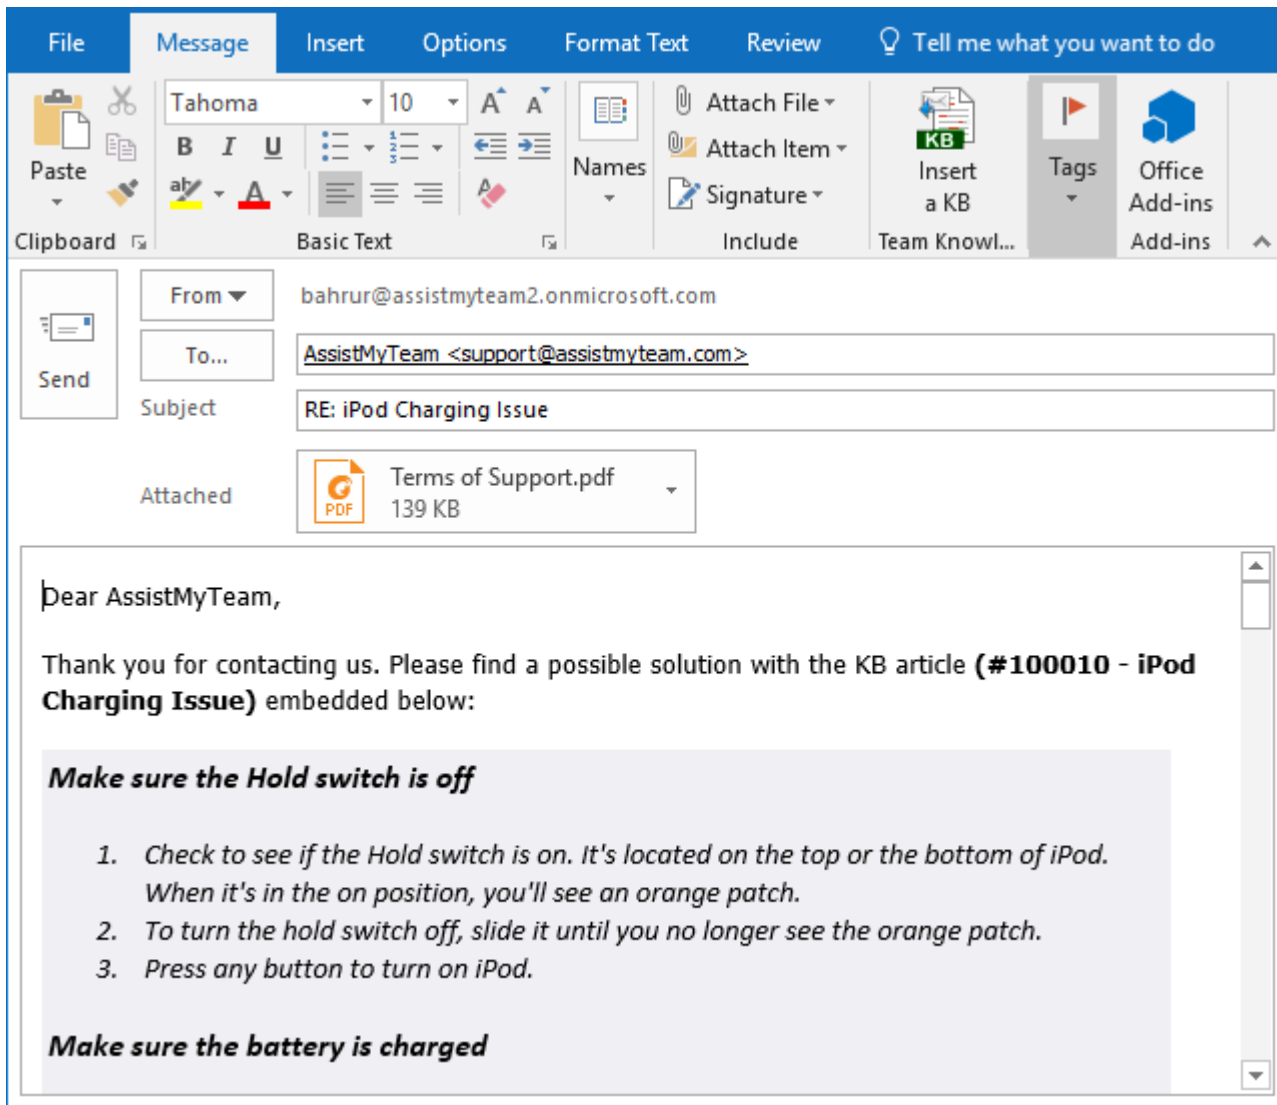 File Message Insert Options Format Text Review Tell me what you want to do
Tahoma 10 A A Attach File
B I U Attach Item
Paste Names KB Insert a KB Tags Office Add-ins
aby A Signature
Clipboard Basic Text Include Team Knowl... Add-ins
From bahrur@assistmyteam2.onmicrosoft.com
To... AssistMyTeam <support@assistmyteam.com>
Send
Subject RE: iPod Charging Issue
Attached PDF Terms of Support.pdf
139 KB
Dear AssistMyTeam,
Thank you for contacting us. Please find a possible solution with the KB article (#100010 - iPod
Charging Issue) embedded below:
Make sure the Hold switch is off
1. Check to see if the Hold switch is on. It's located on the top or the bottom of iPod.
When it's in the on position, you'll see an orange patch.
2. To turn the hold switch off, slide it until you no longer see the orange patch.
3. Press any button to turn on iPod.
Make sure the battery is charged